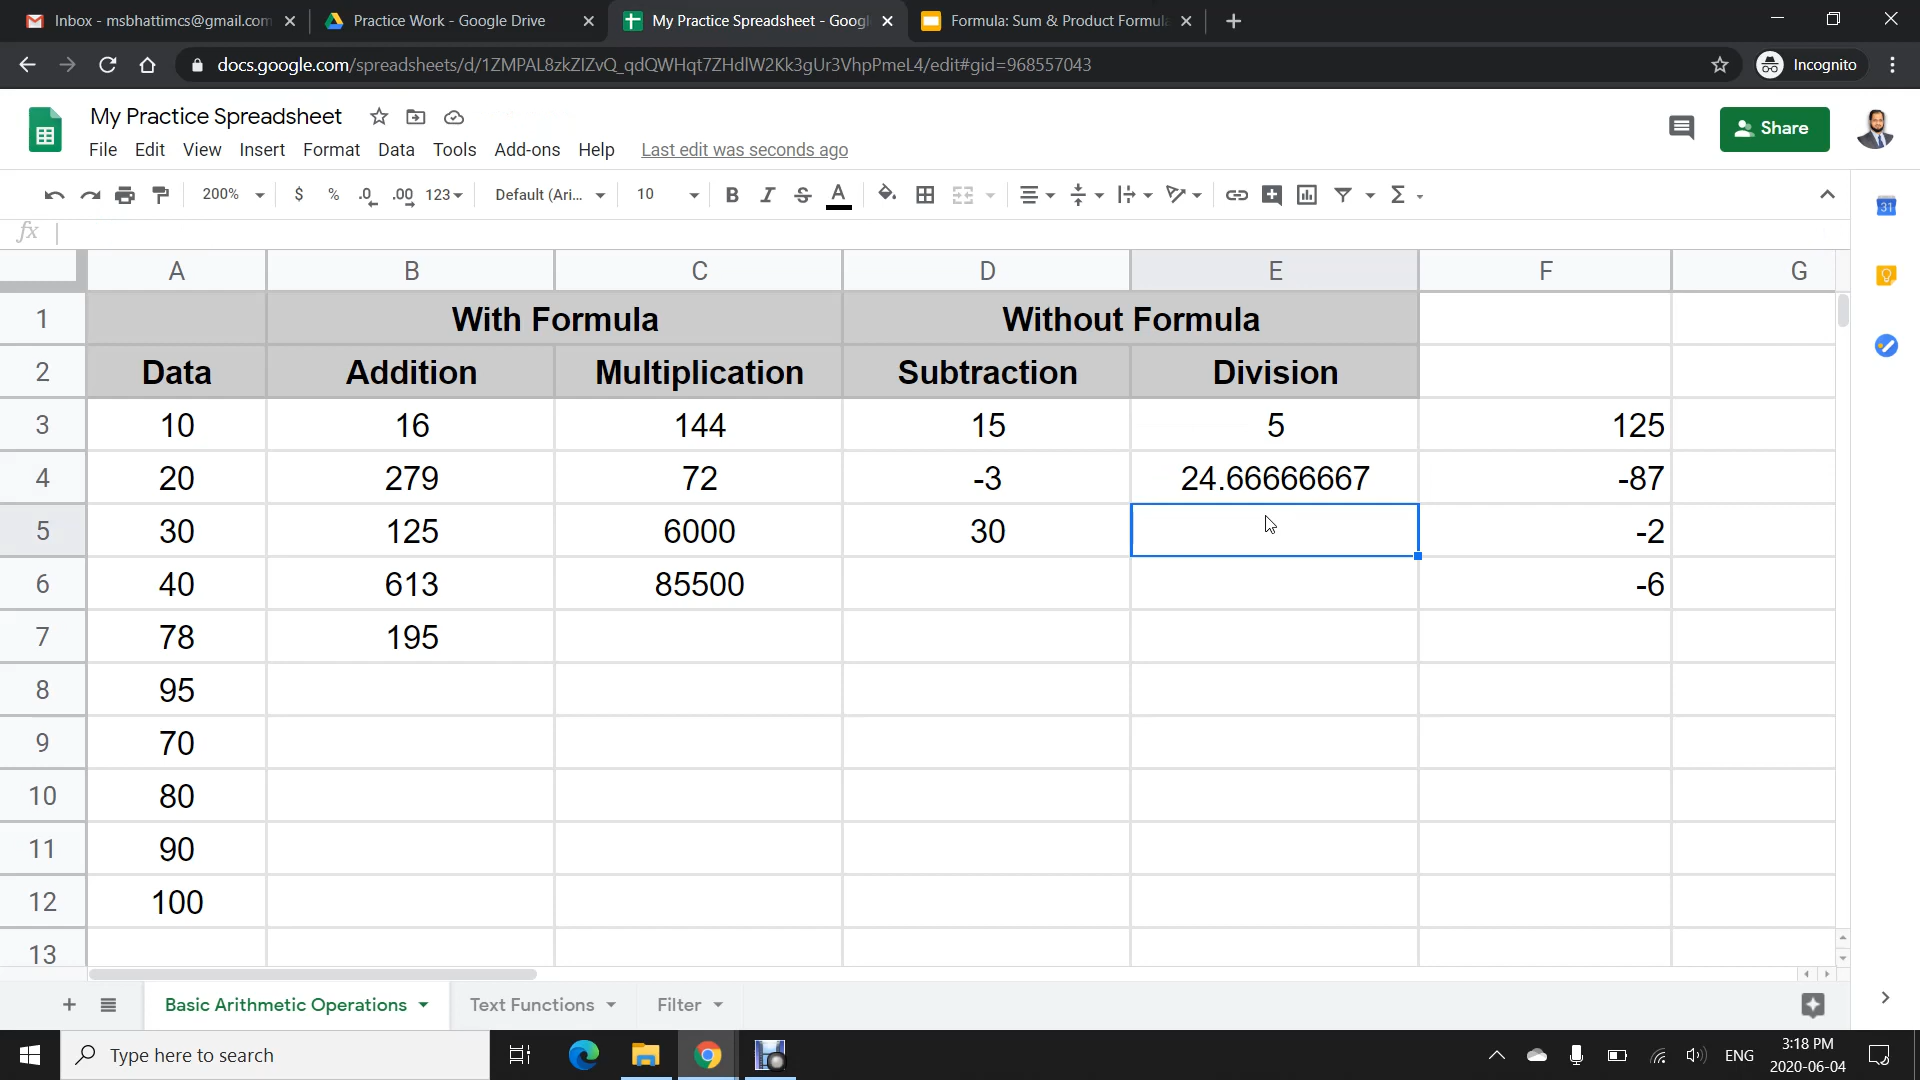 Inbox - msbhattimcs@gmail.com
Practice Work - Google Drive
My Practice Spreadsheet - Googl
Formula: Sum & Product Formula
docs.google.com/spreadsheets/d/1ZMPAL8zkZIZvQ_qdQWHqt7ZHdlW2Kk3gUr3VhpPmeL4/edit#gid=968557043
Incognito
My Practice Spreadsheet
Share
File Edit View Insert Format Data Tools Add-ons Help Last edit was seconds ago
200% $ % .0 .00 123 Default (Ari... 10 B I S A Σ
31
fx
A B C D E F G
1 With Formula Without Formula
2 Data Addition Multiplication Subtraction Division
3 10 16 144 15 5 125
4 20 279 72 -3 24.66666667 -87
5 30 125 6000 30 -2
6 40 613 85500 -6
7 78 195
8 95
9 70
10 80
11 90
12 100
13
Basic Arithmetic Operations Text Functions Filter
Type here to search
ENG
3:18 PM
2020-06-04